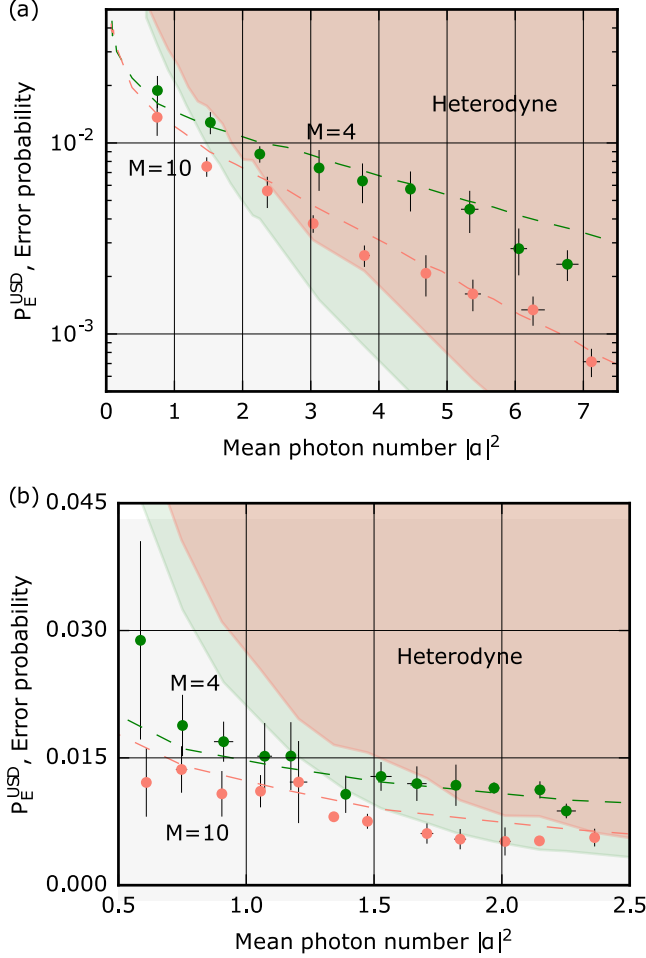 (a)
Heterodyne
M=4
M=10
10⁻²
10⁻³
P_E^USD, Error probability
0 1 2 3 4 5 6 7
Mean photon number |α|²
(b)
0.045
0.030
0.015
0.000
Heterodyne
M=4
M=10
P_E^USD, Error probability
0.5 1.0 1.5 2.0 2.5
Mean photon number |α|²